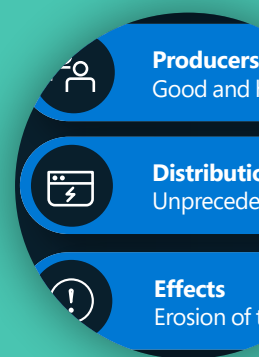 Producers
Good and
Distributio
Unprecede
Effects
Erosion of